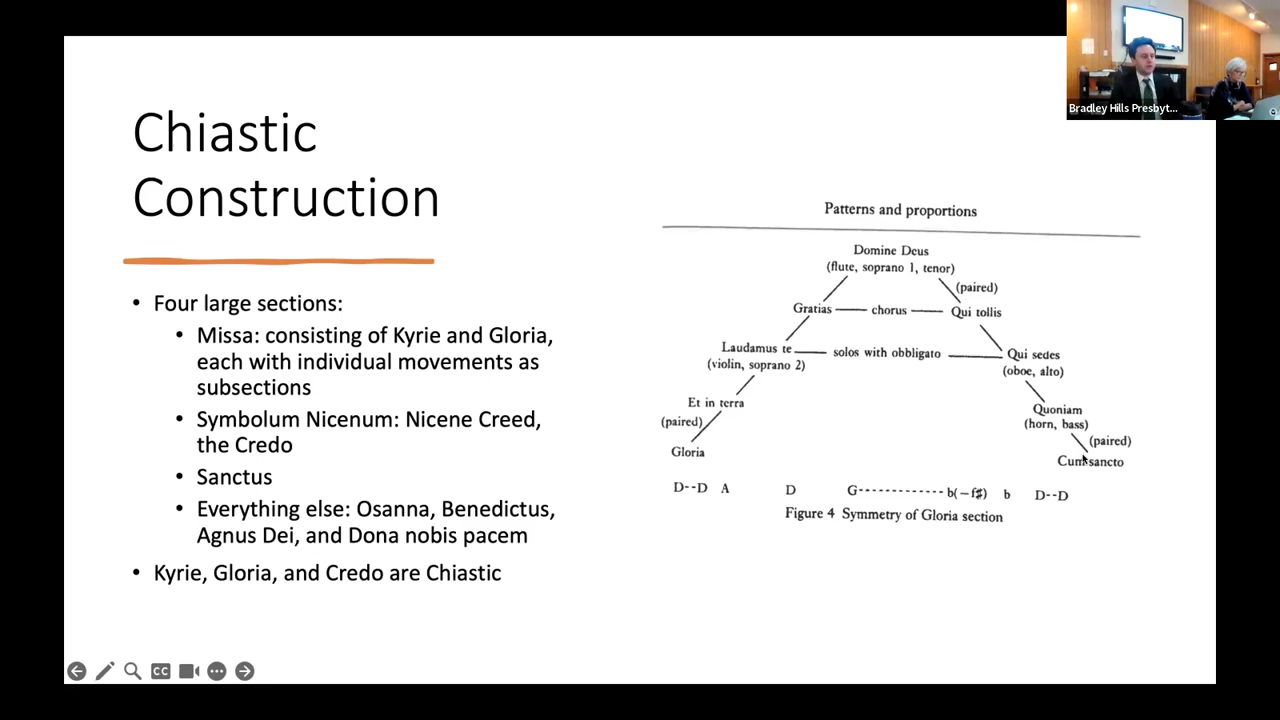 Bradley Hills Presbyt...
Chiastic
Construction
• Four large sections:
• Missa: consisting of Kyrie and Gloria,
each with individual movements as
subsections
• Symbolum Nicenum: Nicene Creed,
the Credo
• Sanctus
• Everything else: Osanna, Benedictus,
Agnus Dei, and Dona nobis pacem
• Kyrie, Gloria, and Credo are Chiastic
Patterns and proportions
Domine Deus
(flute, soprano 1, tenor)
(paired)
Gratias — chorus — Qui tollis
Laudamus te — solos with obbligato — Qui sedes
(violin, soprano 2) (oboe, alto)
Et in terra Quoniam
(horn, bass)
(paired) (paired)
Gloria Cum sancto
D--D A D G-------------b(–f♯) b D--D
Figure 4 Symmetry of Gloria section
CC